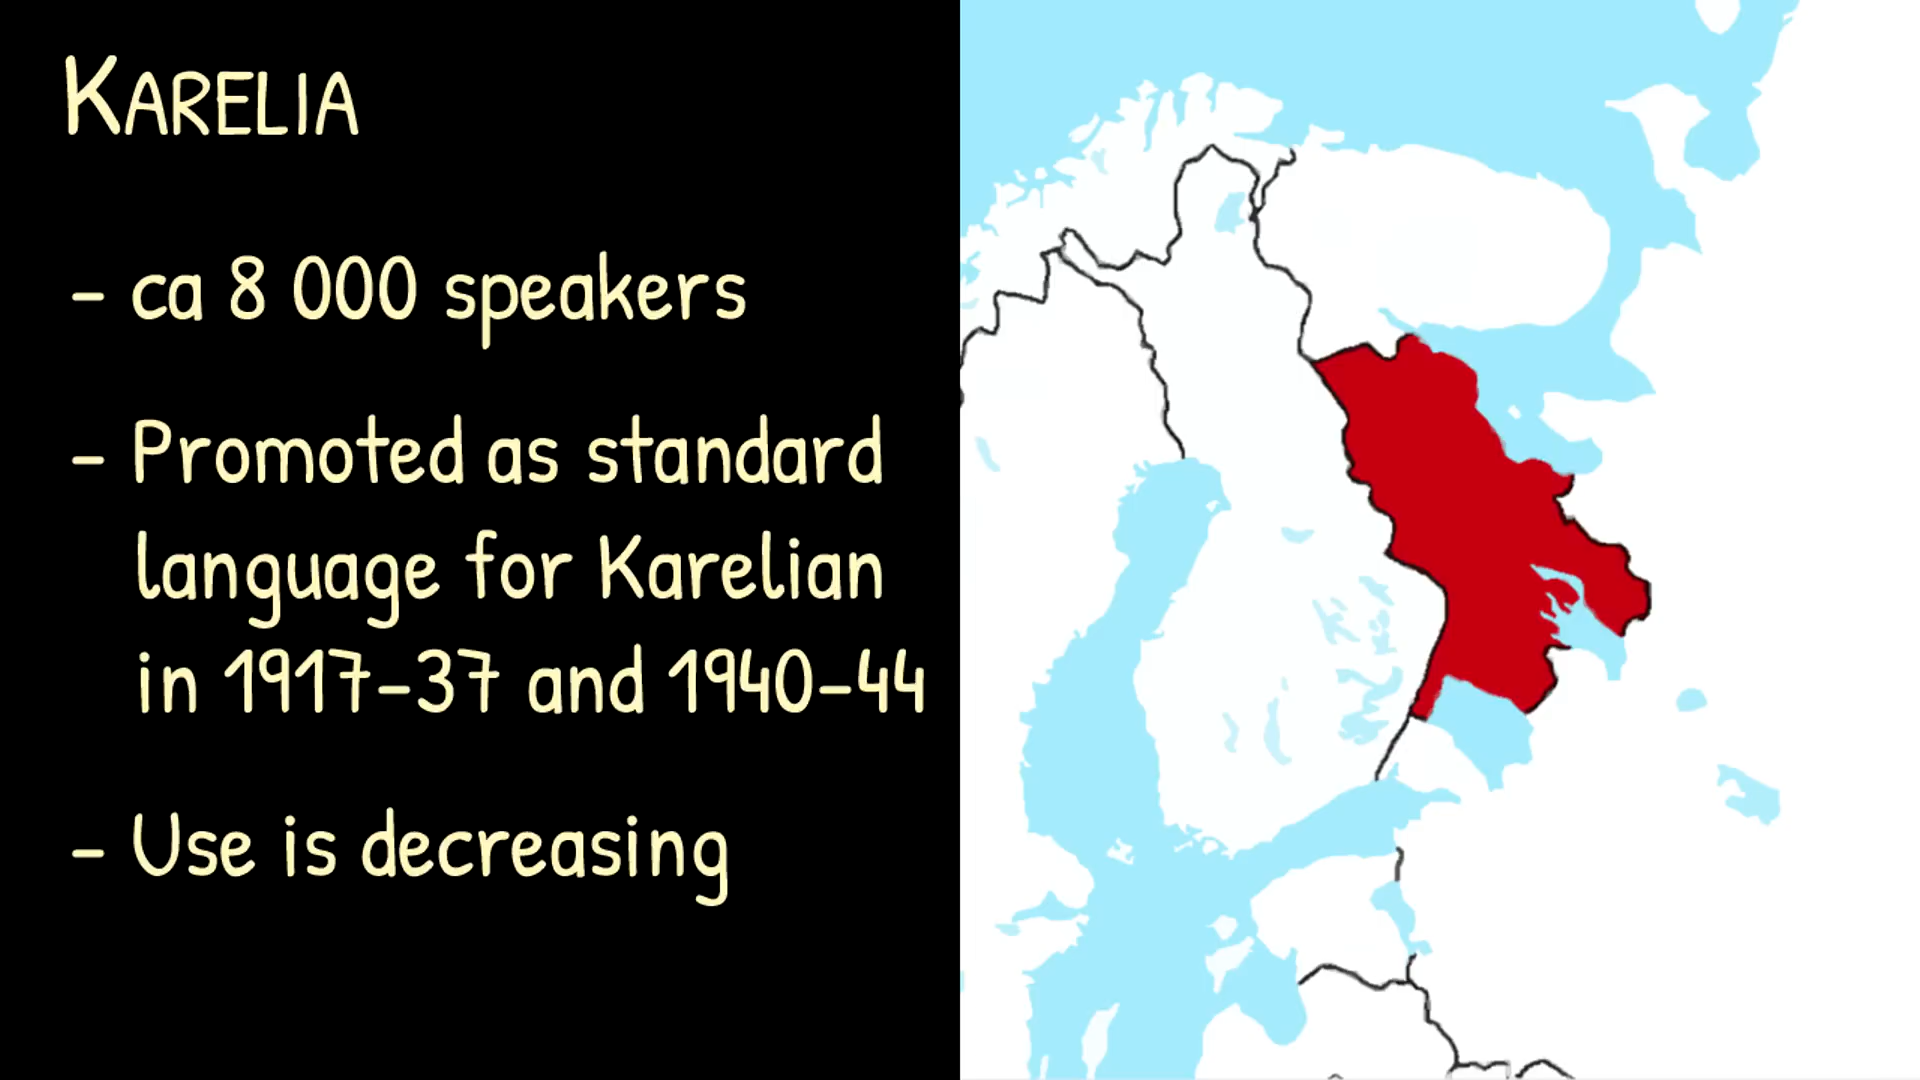 KARELIA
- ca 8 000 speakers
- Promoted as standard
language for Karelian
in 1917-37 and 1940-44
- Use is decreasing